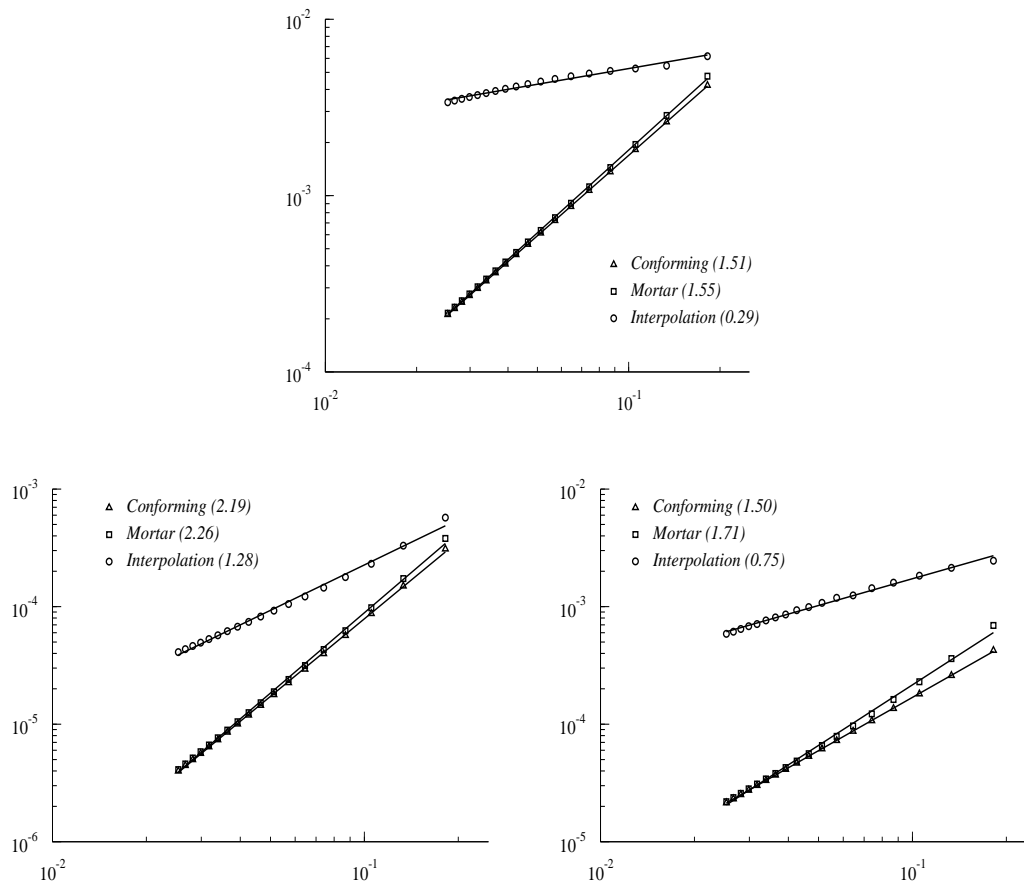 10-2
10-3
10-4
10-2
10-1
Conforming (1.51)
Mortar (1.55)
Interpolation (0.29)
10-3
10-4
10-5
10-6
10-2
10-1
Conforming (2.19)
Mortar (2.26)
Interpolation (1.28)
10-2
10-3
10-4
10-5
10-2
10-1
Conforming (1.50)
Mortar (1.71)
Interpolation (0.75)